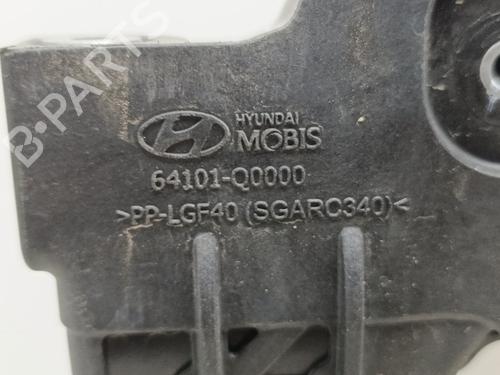 B-PARTS
HYUNDAI
MOBIS
64101-Q0000
>PP-LGF40 (SGARC340)<